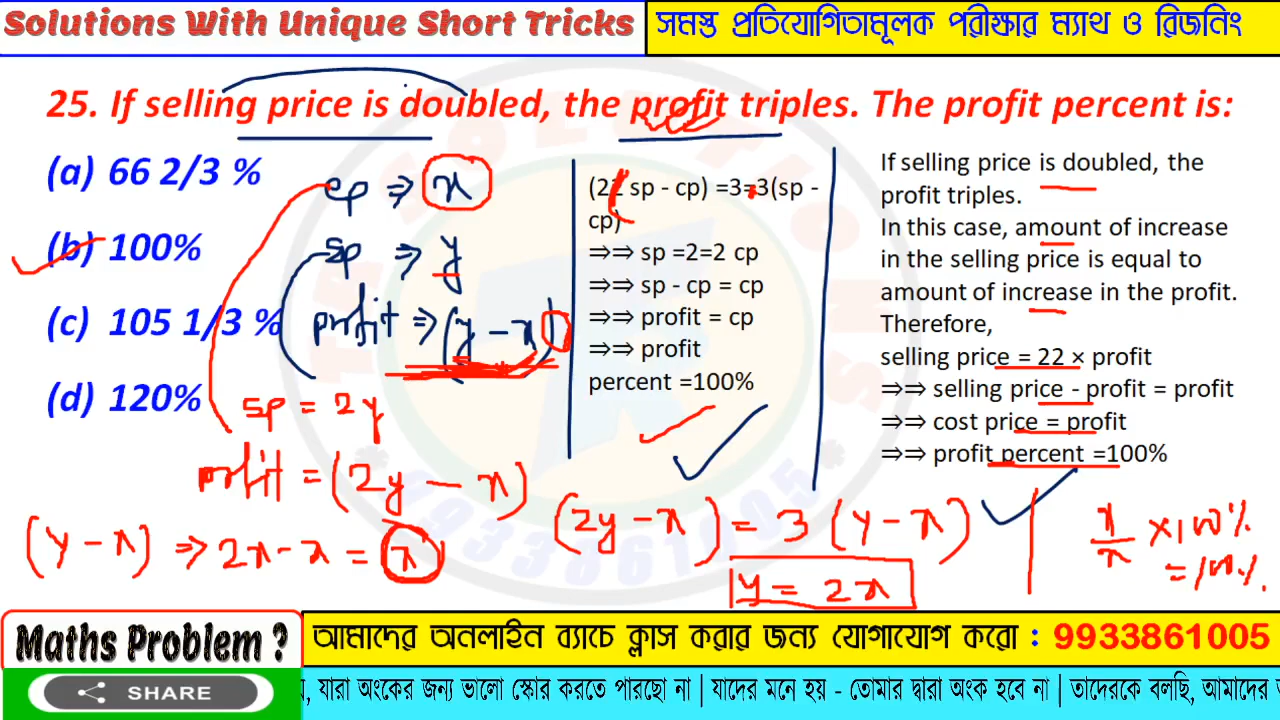 Solutions With Unique Short Tricks
সমস্ত প্রতিযোগিতামূলক পরীক্ষার ম্যাথ ও রিজনিং
25. If selling price is doubled, the profit triples. The profit percent is:
(a) 66 2/3 %
(b) 100%
(c) 105 1/3 %
(d) 120%
cp ⇒ x
sp ⇒ y
profit ⇒ (y - x)
sp = 2y
profit = (2y - x)
(y - x) ⇒ 2x - x = x
(22 sp - cp) =3=3(sp -
cp)
⇒⇒ sp =2=2 cp
⇒⇒ sp - cp = cp
⇒⇒ profit = cp
⇒⇒ profit
percent =100%
If selling price is doubled, the
profit triples.
In this case, amount of increase
in the selling price is equal to
amount of increase in the profit.
Therefore,
selling price = 22 × profit
⇒⇒ selling price - profit = profit
⇒⇒ cost price = profit
⇒⇒ profit percent =100%
(2y - x) = 3 (y - x)
y = 2x
x/x × 100%
= 100%
Maths Problem ?
আমাদের অনলাইন ব্যাচে ক্লাস করার জন্য যোগাযোগ করো : 9933861005
SHARE
যারা অংকের জন্য ভালো স্কোর করতে পারছো না | যাদের মনে হয় - তোমার দ্বারা অংক হবে না | তাদেরকে বলছি,